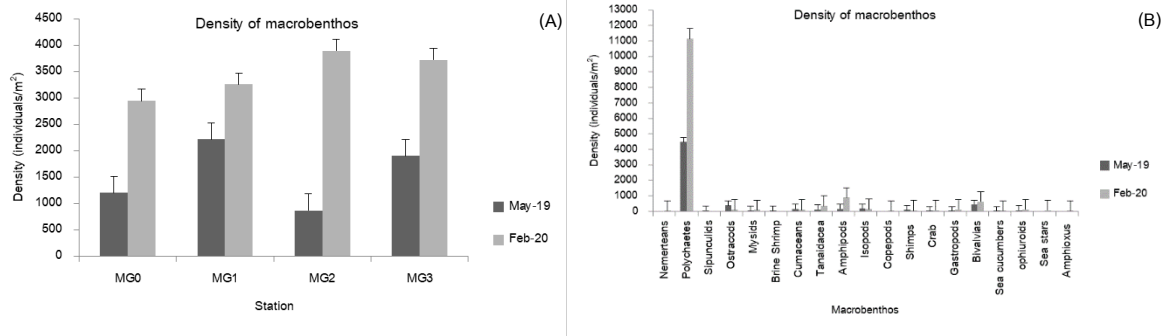 Density of macrobenthos
(A)
Density (individuals/m²)
4500
4000
3500
3000
2500
2000
1500
1000
500
0
MG0 MG1 MG2 MG3
Station
May-19
Feb-20
Density of macrobenthos
(B)
Density (individuals/m²)
13000
12000
11000
10000
9000
8000
7000
6000
5000
4000
3000
2000
1000
0
Nemerteans
Polychaetes
Sipunculids
Ostracods
Mysids
Brine Shrimp
Cumaceans
Tanaidacea
Amphipods
Isopods
Copepods
Shimps
Crab
Gastropods
Bivalvias
Sea cucumbers
ophiuroids
Sea stars
Amphloxus
Macrobenthos
May-19
Feb-20